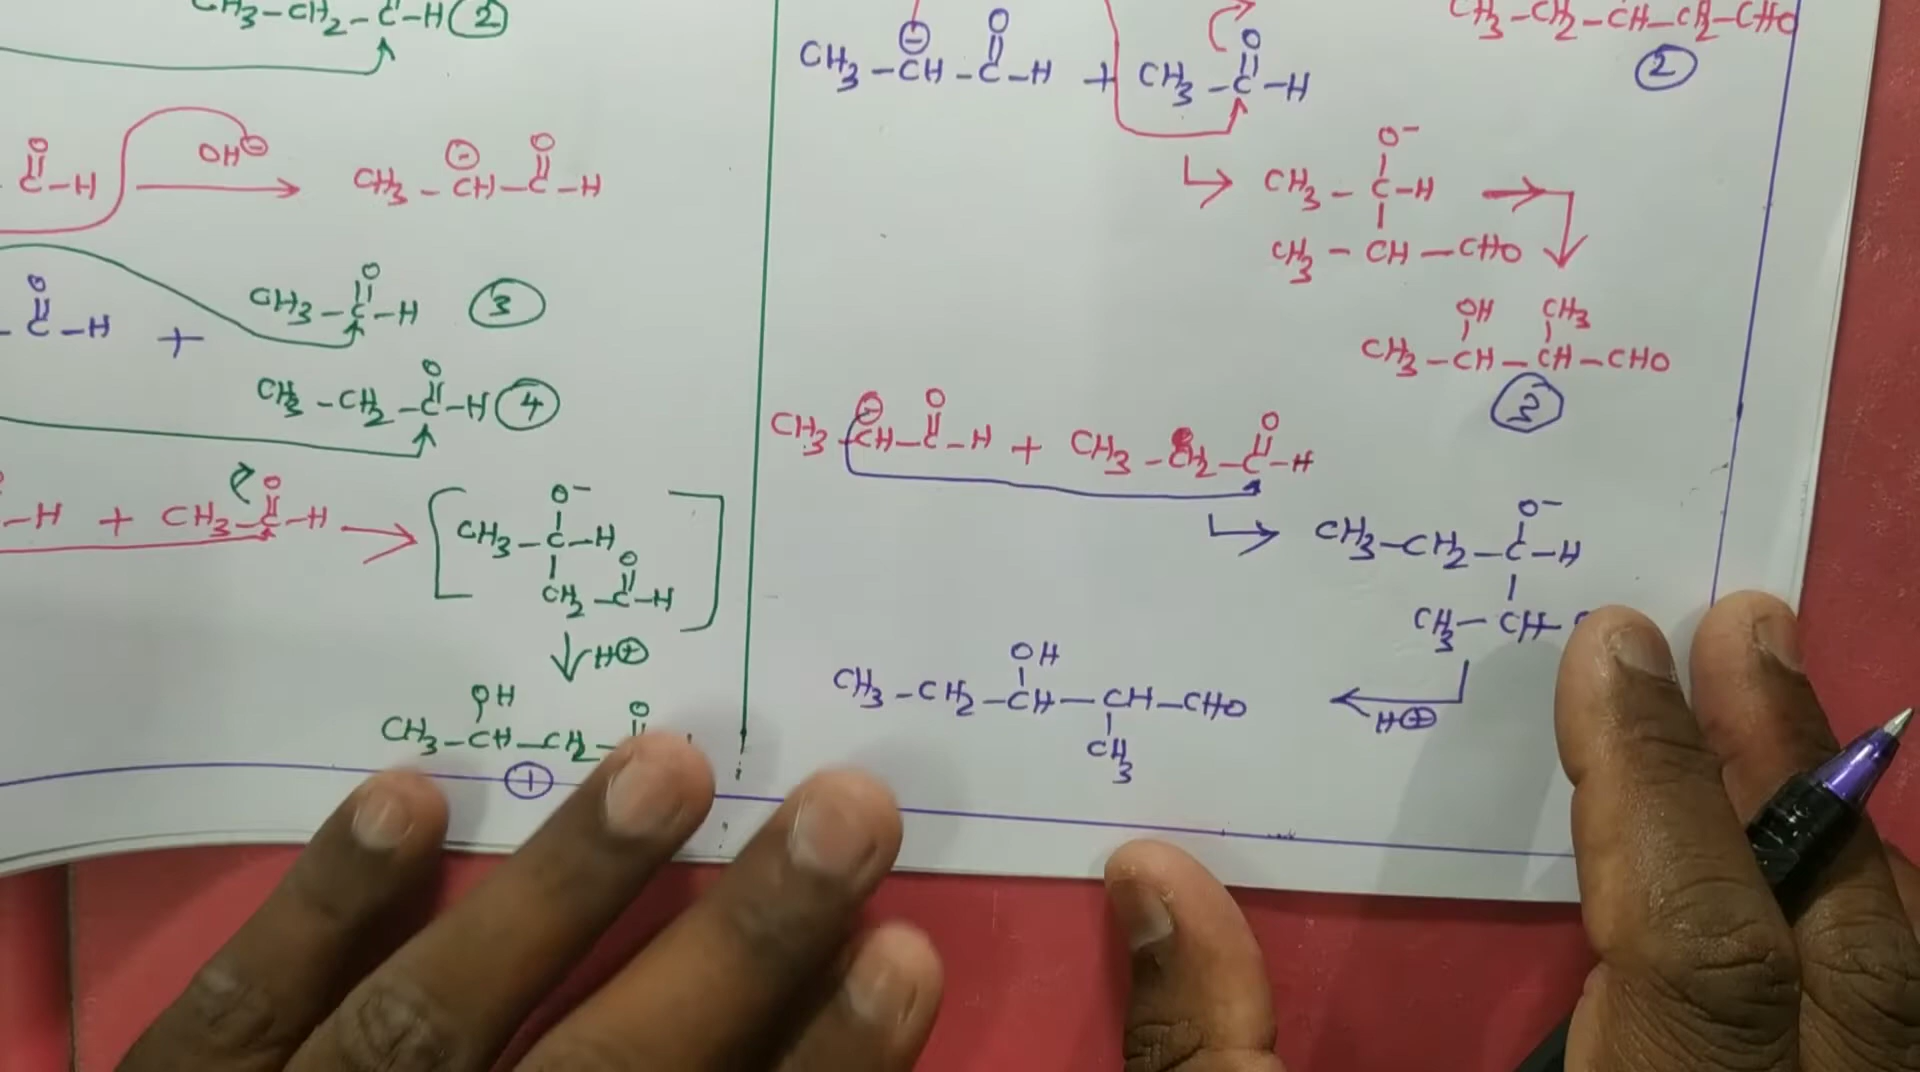 CH3-CH2-C-H ②
O
C-H OH⊖ → CH3-CH-C-H
⊖ O
O
C-H + CH3-C-H ③
O
CH3-CH2-C-H ④
O
-H + CH3-C-H → [CH3-C-H
O
O-
CH2-C-H]
O
↓ H⊕
OH O
CH3-CH-CH2-
①
⊖ O O
CH3-CH-C-H + CH3-C-H
CH3-CH2-CH-CH2-CHO
②
O-
↳ CH3-C-H →
CH3-CH-CHO
OH CH3
CH3-CH-CH-CHO
③
⊖ O O
CH3-CH-C-H + CH3-CH2-C-H
O-
↳ CH3-CH2-C-H
CH3-CH-
← H⊕
OH
CH3-CH2-CH-CH-CHO
CH3